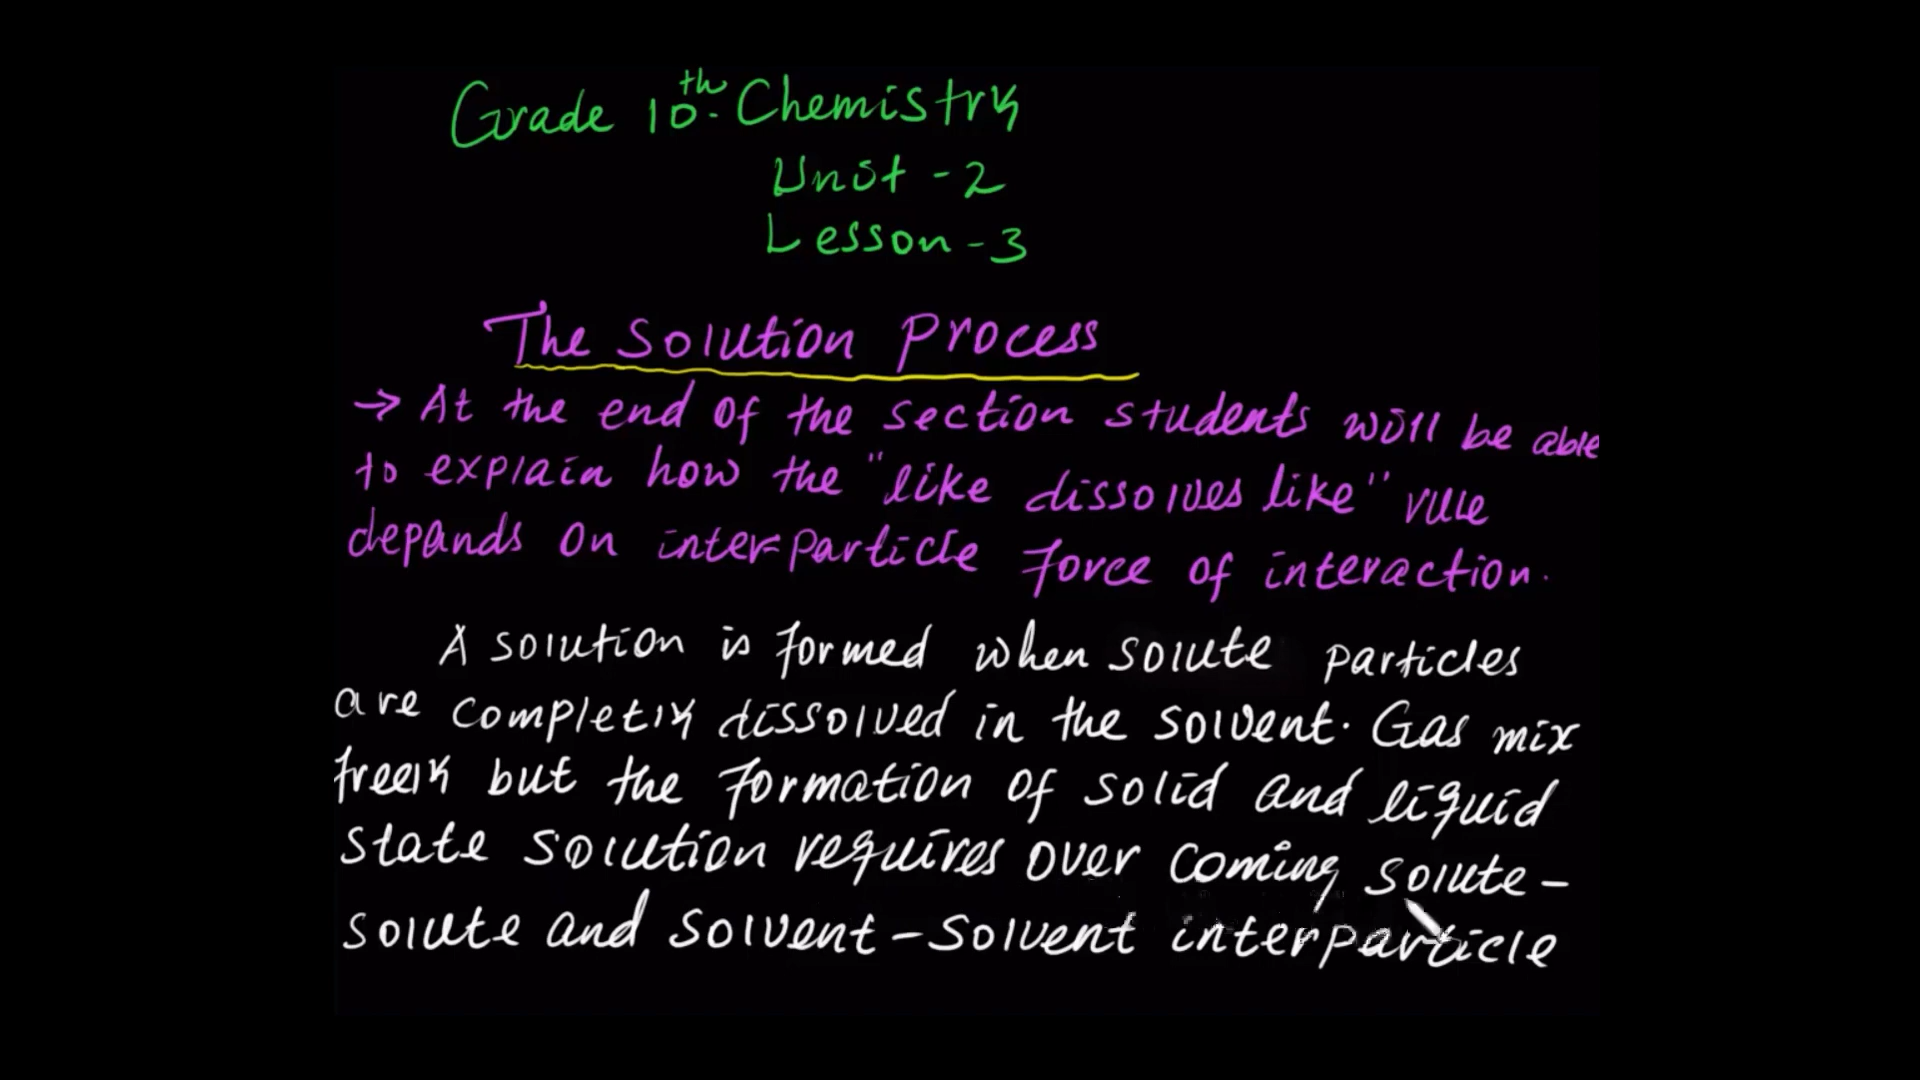 Grade 10th. Chemistry
Unit - 2
Lesson - 3
The Solution Process
→ At the end of the section students will be able
to explain how the "like dissolves like" rule
depands on inter-particle force of interaction.
A solution is formed when solute particles
are completly dissolved in the solvent. Gas mix
freely but the formation of solid and liquid
state solution requires over coming solute-
solute and solvent-solvent interparticle